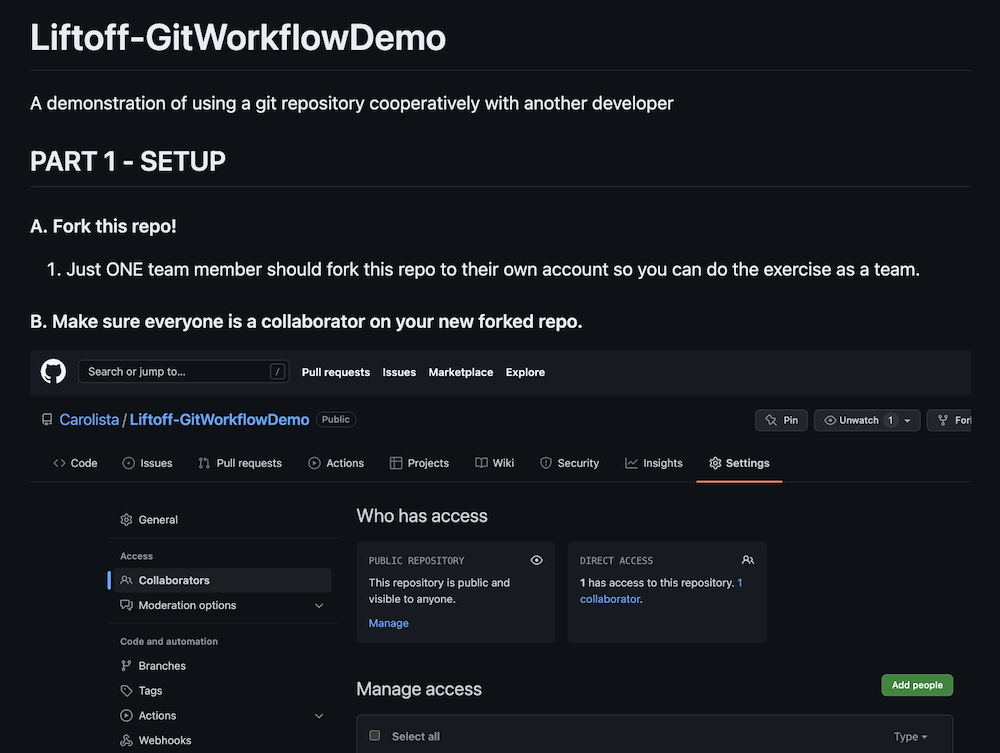 Liftoff-GitWorkflowDemo
A demonstration of using a git repository cooperatively with another developer
PART 1 - SETUP
A. Fork this repo!
1. Just ONE team member should fork this repo to their own account so you can do the exercise as a team.
B. Make sure everyone is a collaborator on your new forked repo.
Search or jump to... / Pull requests Issues Marketplace Explore
Carolista / Liftoff-GitWorkflowDemo Public Pin Unwatch 1
Code Issues Pull requests Actions Projects Wiki Security Insights Settings
General
Access
Collaborators
Moderation options
Code and automation
Branches
Tags
Actions
Webhooks
Who has access
PUBLIC REPOSITORY
This repository is public and
visible to anyone.
Manage
DIRECT ACCESS
1 has access to this repository. 1
collaborator.
Manage access
Add people
Select all Type